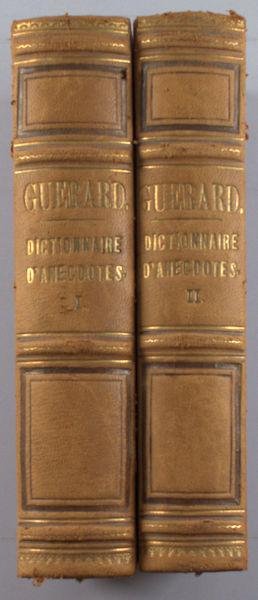 GUERARD.
DICTIONNAIRE
D'ANECDOTES.
I.
GUERARD.
DICTIONNAIRE
D'ANECDOTES.
II.